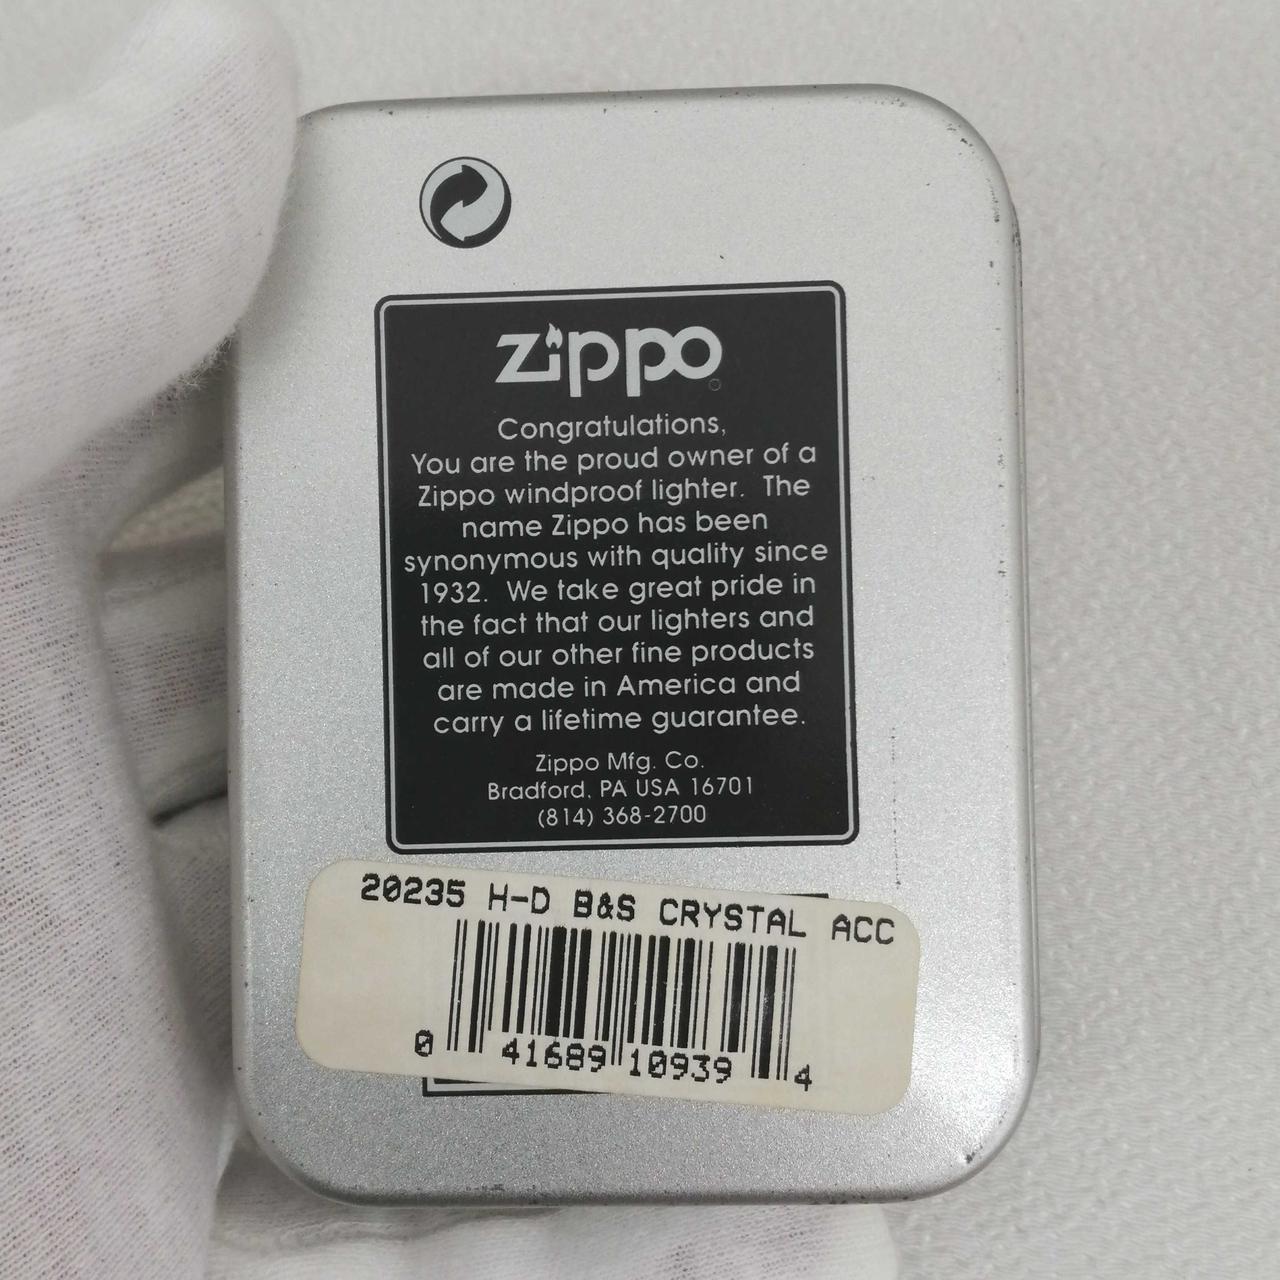 Zippo
Congratulations,
You are the proud owner of a
Zippo windproof lighter. The
name Zippo has been
synonymous with quality since
1932. We take great pride in
the fact that our lighters and
all of our other fine products
are made in America and
carry a lifetime guarantee.
Zippo Mfg. Co.
Bradford, PA USA 16701
(814) 368-2700
20235 H-D B&S CRYSTAL ACC
0 41689 10939 4